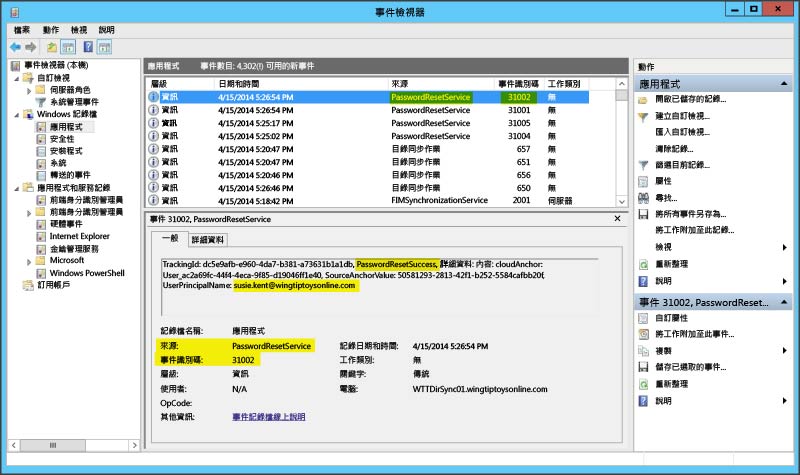 事件檢視器
檔案 動作 檢視 說明
事件檢視器 (本機)
自訂檢視
伺服器角色
系統管理事件
Windows 記錄檔
應用程式
安全性
安裝程式
系統
轉送的事件
應用程式和服務記錄
前端身分識別管理員
前端身分識別管理員
硬體事件
Internet Explorer
金鑰管理服務
Microsoft
Windows PowerShell
訂用帳戶
應用程式 事件數目: 4,302(!) 可用的新事件
層級 日期和時間 來源 事件識別碼 工作類別
資訊 4/15/2014 5:26:54 PM PasswordResetService 31002 無
資訊 4/15/2014 5:26:54 PM PasswordResetService 31001 無
資訊 4/15/2014 5:25:17 PM PasswordResetService 31005 無
資訊 4/15/2014 5:25:02 PM PasswordResetService 31004 無
資訊 4/15/2014 5:20:47 PM 目錄同步作業 657 無
資訊 4/15/2014 5:20:47 PM 目錄同步作業 651 無
資訊 4/15/2014 5:20:46 PM 目錄同步作業 656 無
資訊 4/15/2014 5:20:46 PM 目錄同步作業 650 無
資訊 4/15/2014 5:18:42 PM FIMSynchronizationService 2001 伺服器
事件 31002, PasswordResetService
一般 詳細資料
TrackingId: dc5e9afb-e960-4da7-b381-a73631b1a1db, PasswordResetSuccess, 詳細資料: 內容: cloudAnchor:
User_ac2a69fc-44f4-4eca-9f85-d19046ff1e40, SourceAnchorValue: 50581293-2813-42f1-b252-5584cafbb20f,
UserPrincipalName: susie.kent@wingtiptoysonline.com
記錄檔名稱: 應用程式
來源: PasswordResetService 記錄日期和時間: 4/15/2014 5:26:54 PM
事件識別碼: 31002 工作類別: 無
層級: 資訊 關鍵字: 傳統
使用者: N/A 電腦: WTTDirSync01.wingtiptoysonline.com
OpCode:
其他資訊: 事件記錄檔線上說明
動作
應用程式
開啟已儲存的記錄...
建立自訂檢視...
匯入自訂檢視...
清除記錄...
篩選目前記錄...
屬性
尋找...
將所有事件另存為...
將工作附加至此記錄...
檢視
重新整理
說明
事件 31002, PasswordReset...
自訂屬性
將工作附加至此事件...
複製
儲存已選取的事件...
重新整理
說明